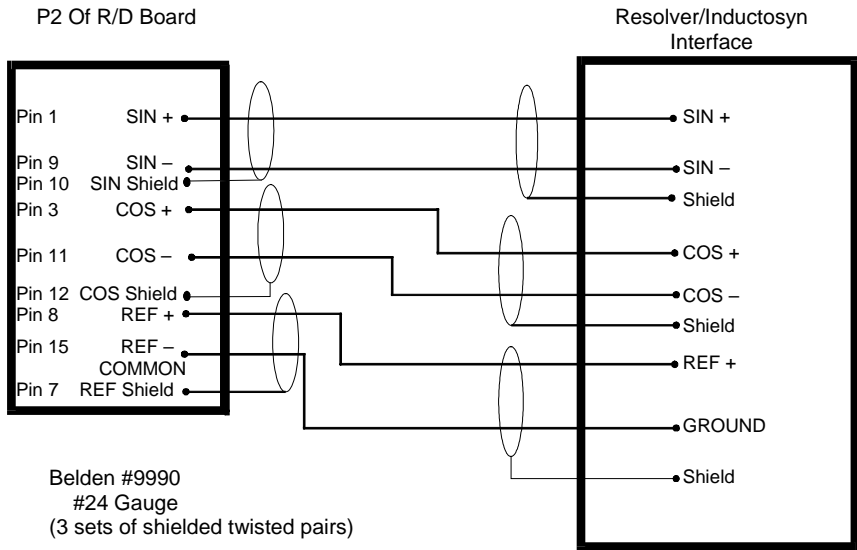 P2 Of R/D Board
Resolver/Inductosyn
Interface
Pin 1 SIN +
Pin 9 SIN –
Pin 10 SIN Shield
Pin 3 COS +
Pin 11 COS –
Pin 12 COS Shield
Pin 8 REF +
Pin 15 REF –
COMMON
Pin 7 REF Shield
SIN +
SIN –
Shield
COS +
COS –
Shield
REF +
GROUND
Shield
Belden #9990
#24 Gauge
(3 sets of shielded twisted pairs)